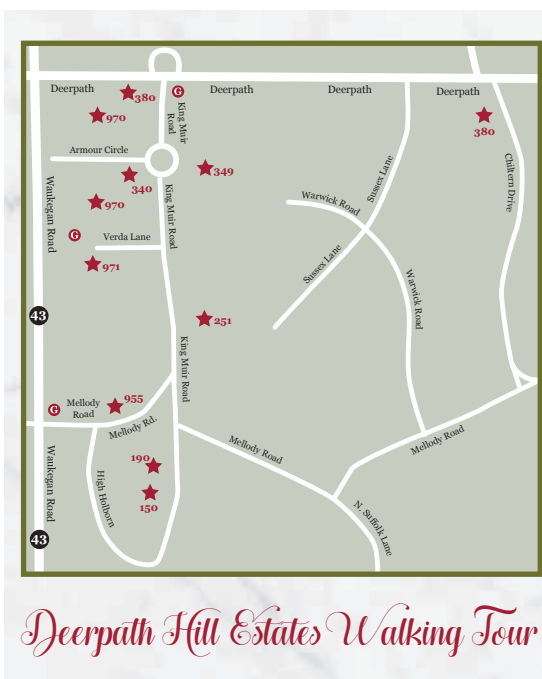 Deerpath
Deerpath
Deerpath
Deerpath
380
G
380
970
King Muir
Road
Armour Circle
349
340
970
King Muir Road
Sussex Lane
Chiltern Drive
Waukegan Road
Warwick Road
G
Verda Lane
971
Sussex Lane
Warwick Road
43
251
King Muir Road
955
G
Mellody
Road
Mellody Rd.
Mellody Road
Mellody Road
190
150
High Holborn
Waukegan Road
N. Suffolk Lane
43
Deerpath Hill Estates Walking Tour